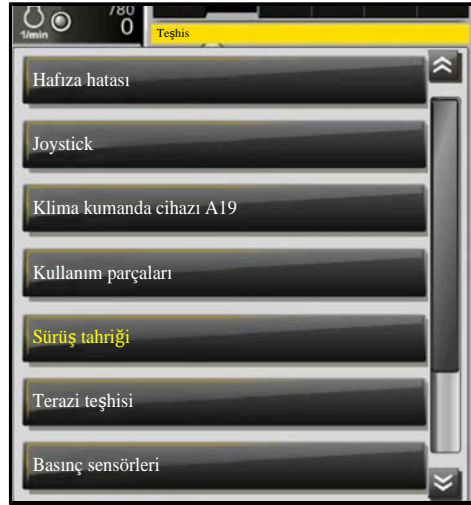 780
1/min
0
Teşhis
Hafıza hatası
Joystick
Klima kumanda cihazı A19
Kullanım parçaları
Sürüş tahriği
Terazi teşhisi
Basınç sensörleri